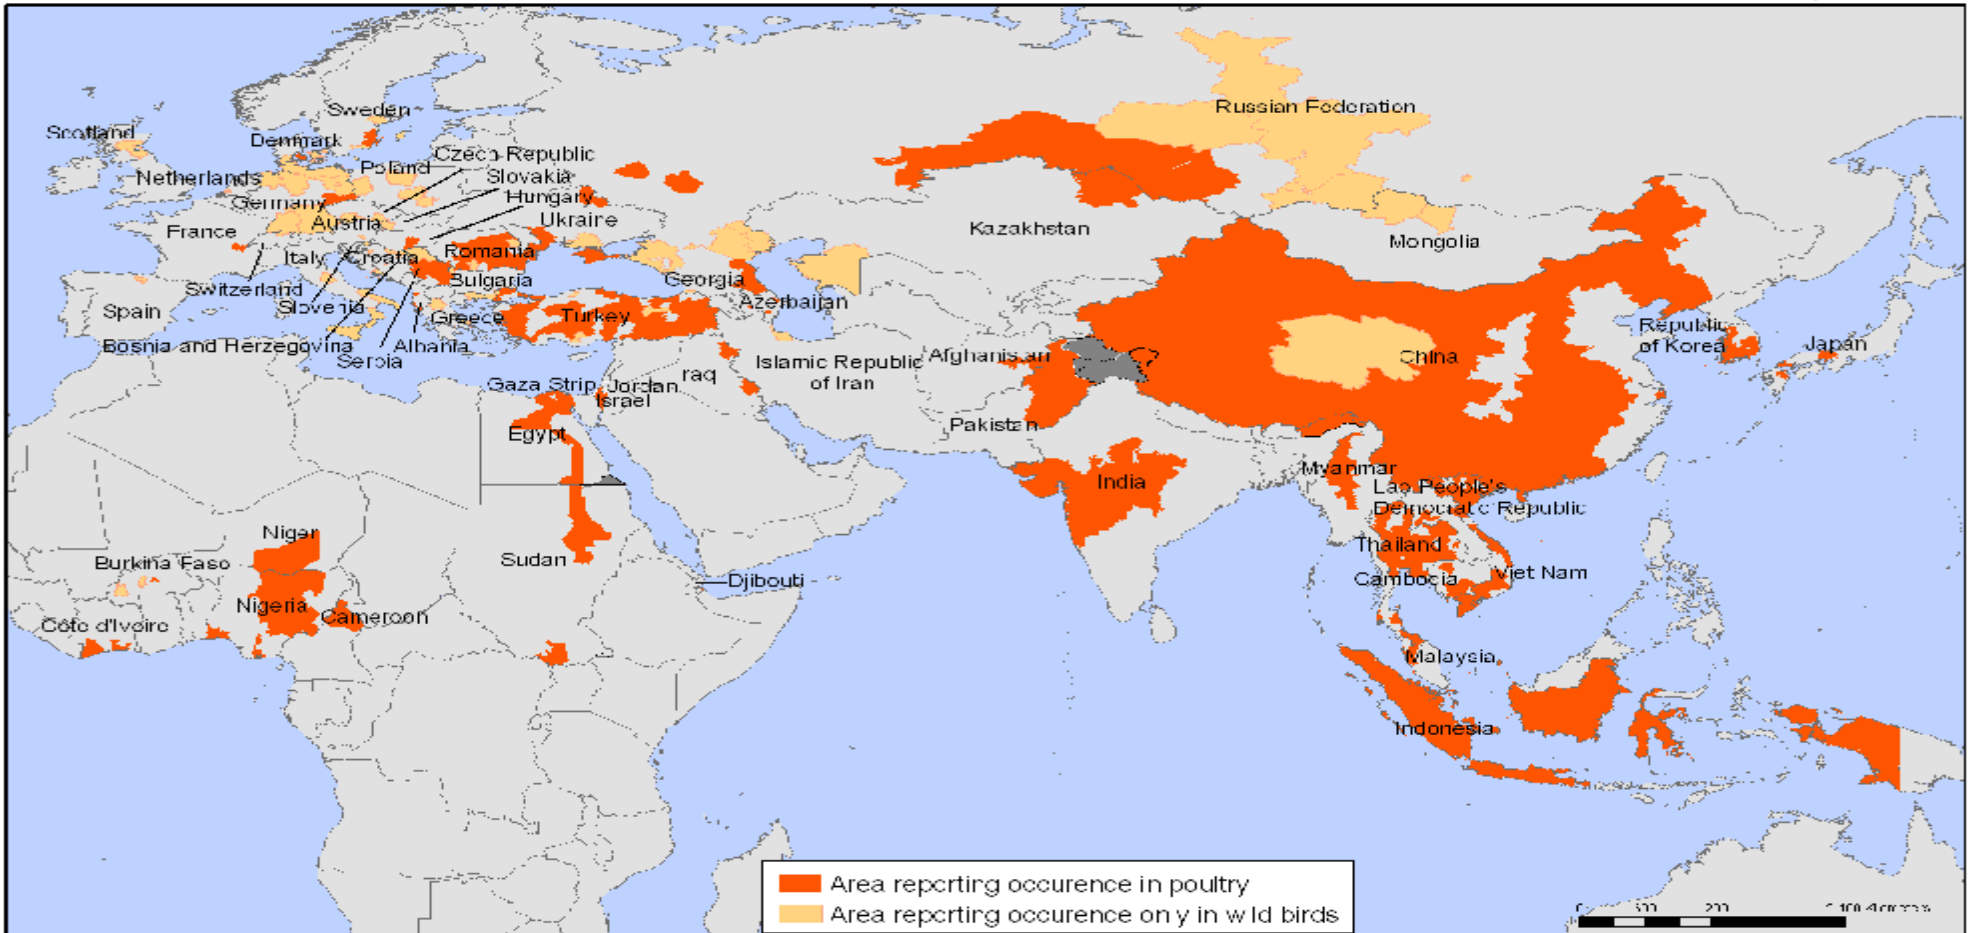 Sweden
Scotland
Denmark
Russian Federation
Czech Republic
Poland
Netherlands
Slovakia
Germany
Hungary
Austria
Ukraine
France
Kazakhstan
Mongolia
Italy
Croatia
Romania
Switzerland
Georgia
Bulgaria
Slovenia
Azerbaijan
Spain
Greece
Turkey
Bosnia and Herzegovina
Albania
Serbia
Republic
of Korea
Japan
Islamic Republic
of Iran
Afghanistan
China
Gaza Strip
Jordan
Iraq
Israel
Pakistan
Egypt
India
Myanmar
Lao People's
Democratic Republic
Niger
Thailand
Burkina Faso
Sudan
Djibouti
Cambodia
Viet Nam
Nigeria
Cameroon
Côte d'Ivoire
Malaysia
Indonesia
Area reporting occurence in poultry
Area reporting occurence only in wild birds